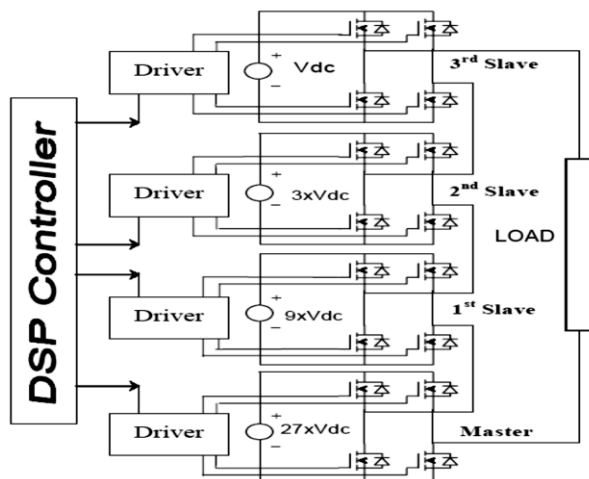 DSP Controller
Driver
Vdc
3rd Slave
Driver
3xVdc
2nd Slave
LOAD
Driver
9xVdc
1st Slave
Driver
27xVdc
Master
+
−
+
−
+
−
+
−